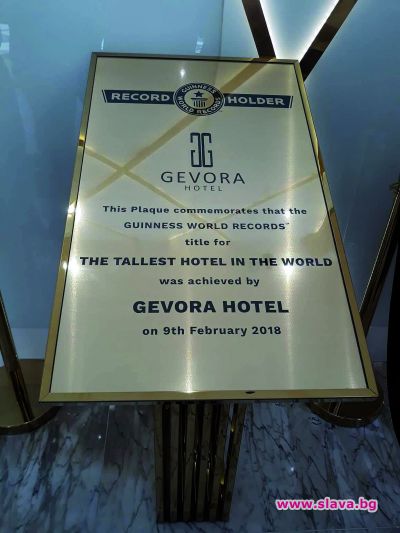 RECORD HOLDER
GUINNESS WORLD RECORDS
GEVORA
HOTEL
This Plaque commemorates that the
GUINNESS WORLD RECORDS™
title for
THE TALLEST HOTEL IN THE WORLD
was achieved by
GEVORA HOTEL
on 9th February 2018
www.slava.bg